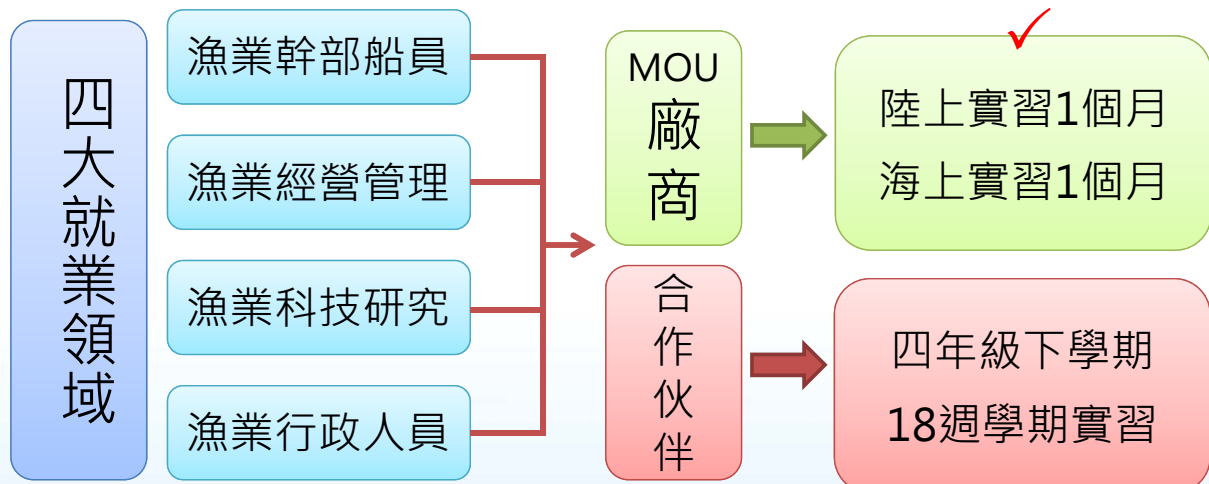 四大就業領域
漁業幹部船員
漁業經營管理
漁業科技研究
漁業行政人員
MOU
廠商
陸上實習1個月
海上實習1個月
合作伙伴
四年級下學期
18週學期實習